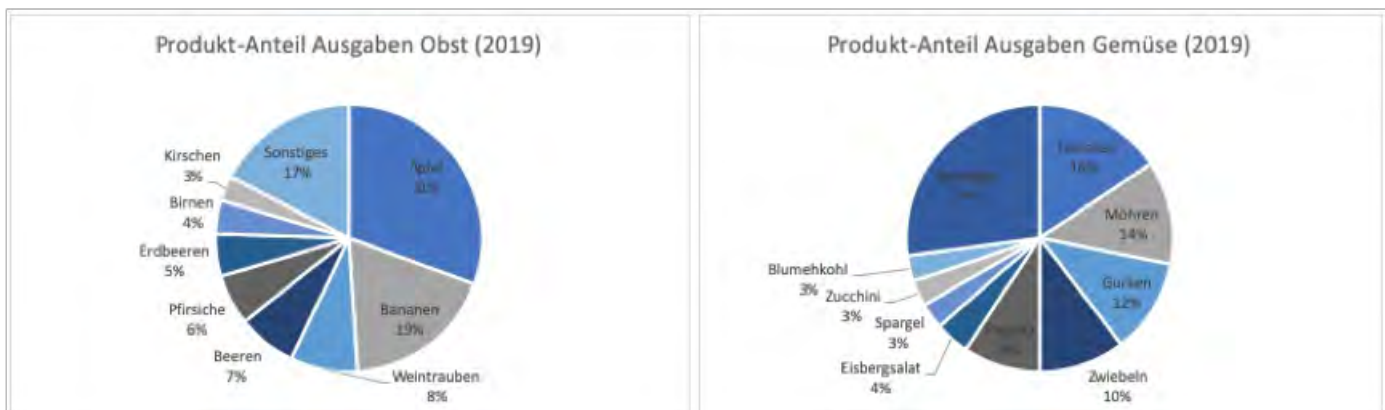 Produkt-Anteil Ausgaben Obst (2019)
Sonstiges
17%
Kirschen
3%
Birnen
4%
Erdbeeren
5%
Pfirsiche
6%
Beeren
7%
Weintrauben
8%
Bananen
19%
Produkt-Anteil Ausgaben Gemüse (2019)
16%
Möhren
14%
Gurken
12%
Zwiebeln
10%
Eisbergsalat
4%
Spargel
3%
Zucchini
3%
Blumehkohl
3%